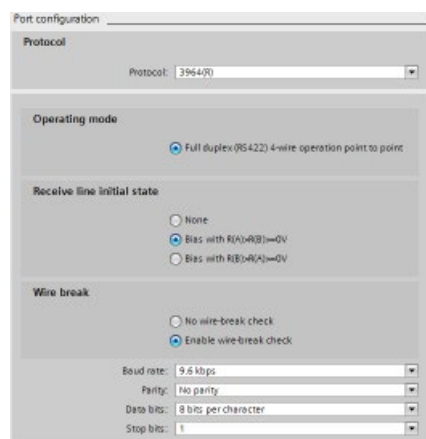 Port configuration
Protocol
Protocol: 3964(R)
Operating mode
Full duplex (RS422) 4-wire operation point to point
Receive line initial state
None
Bias with R(A)>R(B)>=0V
Bias with R(B)>R(A)>=0V
Wire break
No wire-break check
Enable wire-break check
Baud rate: 9.6 kbps
Parity: No parity
Data bits: 8 bits per character
Stop bits: 1